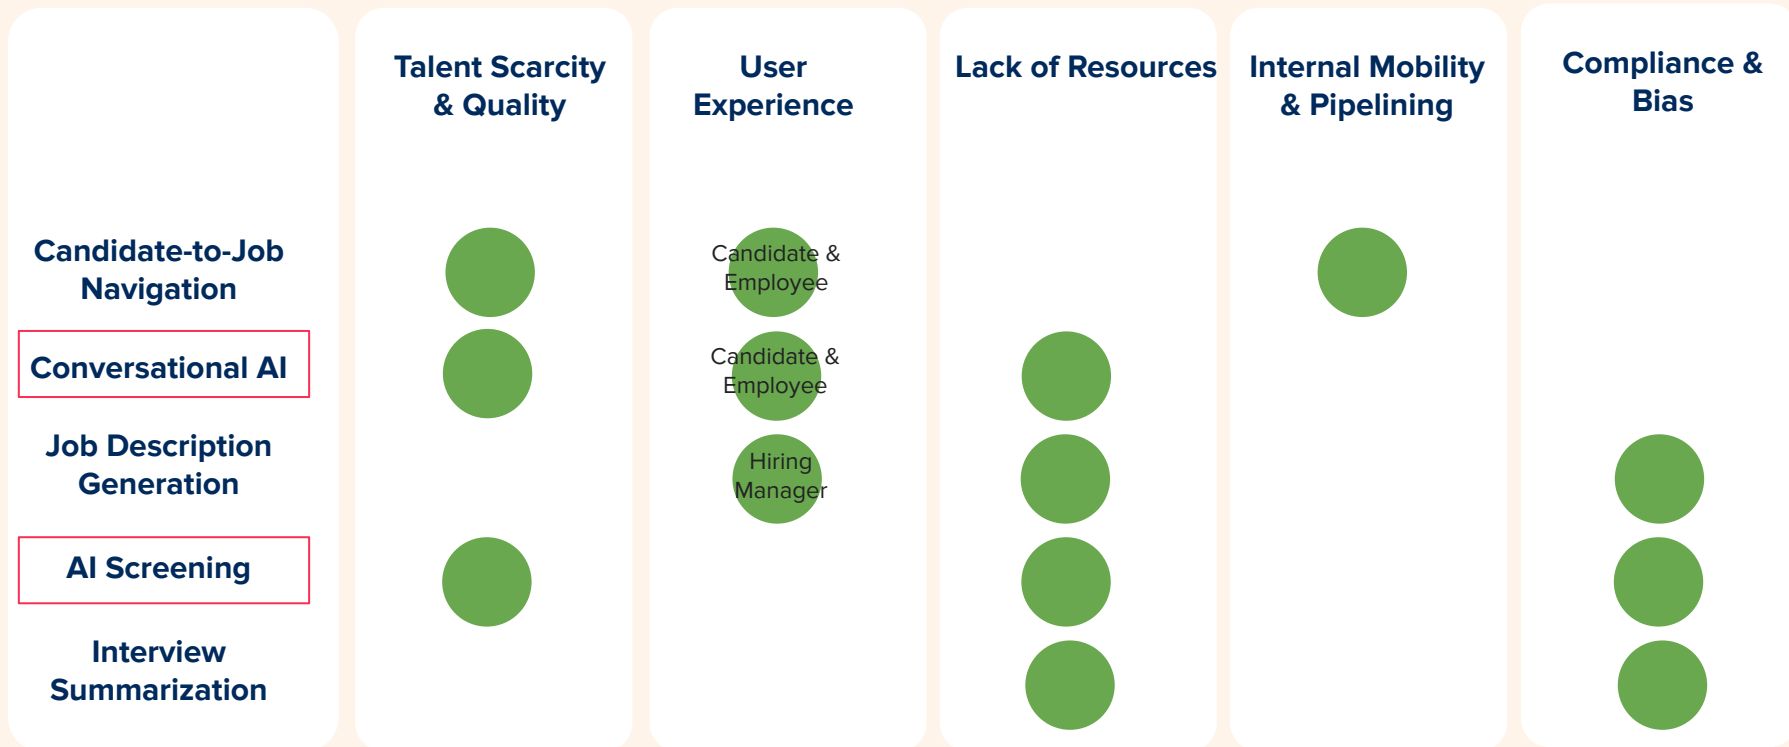 Talent Scarcity
& Quality
User
Experience
Lack of Resources
Internal Mobility
& Pipelining
Compliance &
Bias
Candidate-to-Job
Navigation
Candidate &
Employee
Conversational AI
Candidate &
Employee
Job Description
Generation
Hiring
Manager
AI Screening
Interview
Summarization